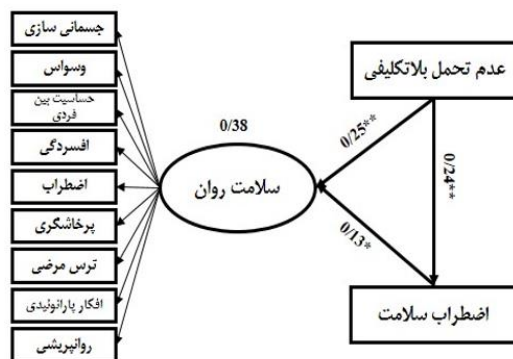 عدم تحمل بلاتکلیفی
0/25**
0/24**
0/13*
اضطراب سلامت
0/38
سلامت روان
جسمانی سازی
وسواس
حساسیت بین
فردی
افسردگی
اضطراب
پرخاشگری
ترس مرضی
افکار پارانوئیدی
روانپریشی